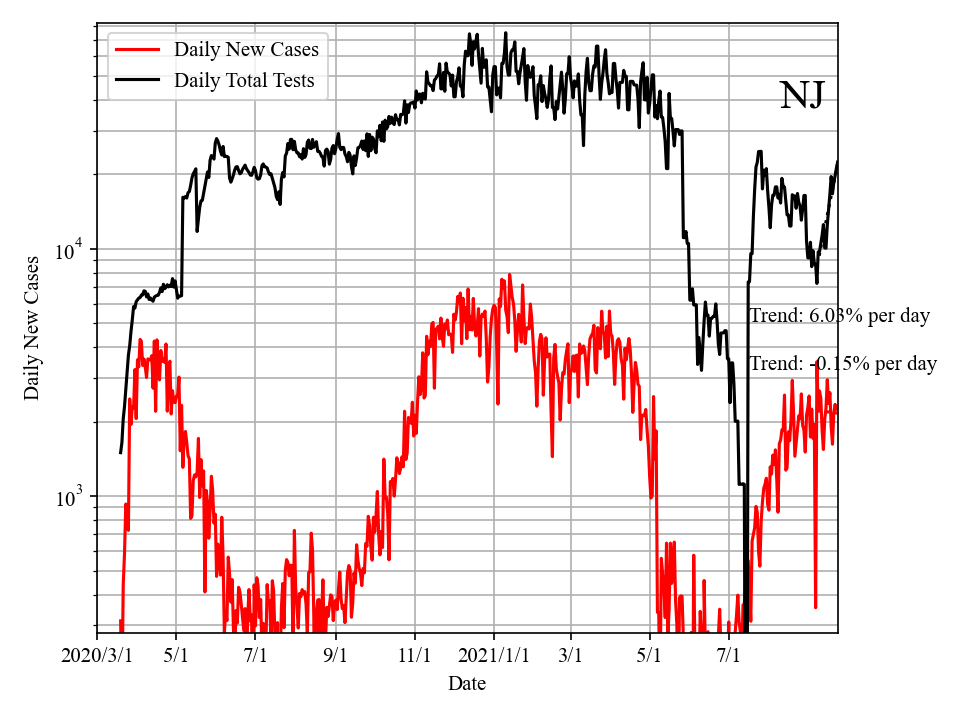 Daily New Cases
Daily Total Tests
NJ
10^4
10^3
Trend: 6.03% per day
Trend: -0.15% per day
Daily New Cases
2020/3/1 5/1 7/1 9/1 11/1 2021/1/1 3/1 5/1 7/1
Date